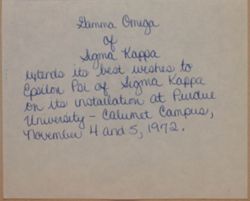 Gamma Omega
of
Sigma Kappa
extends its best wishes to
Epsilon Psi of Sigma Kappa
on its installation at Purdue
University - Calumet Campus,
November 4 and 5, 1972.